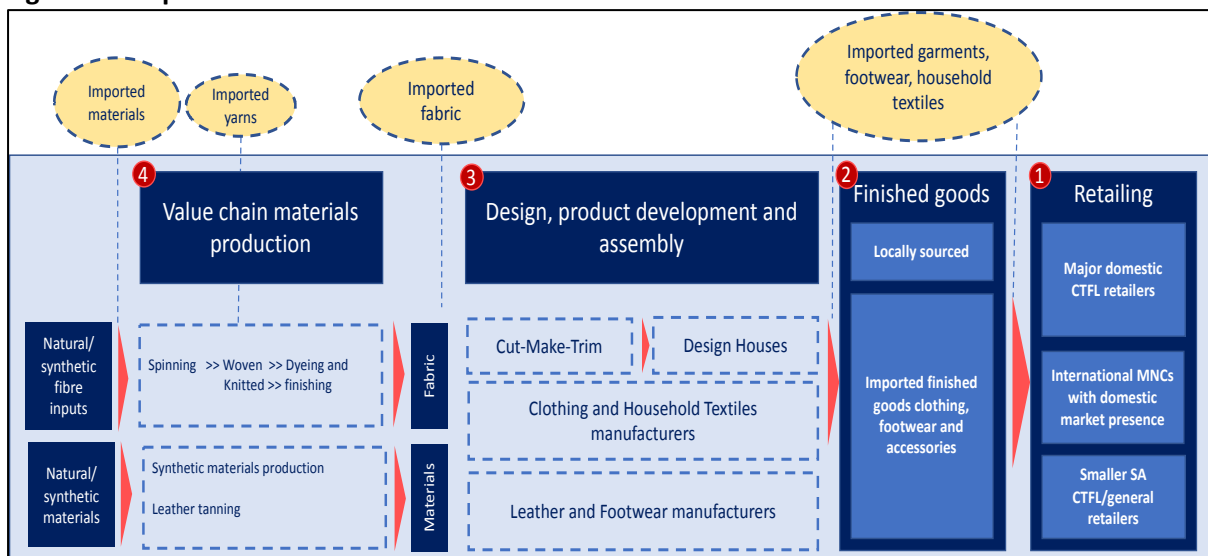 Imported
materials
Imported
yarns
Imported
fabric
Imported garments,
footwear, household
textiles
4
Value chain materials
production
3
Design, product development and
assembly
2
Finished goods
1
Retailing
Locally sourced
Imported finished
goods clothing,
footwear and
accessories
Major domestic
CTFL retailers
International MNCs
with domestic
market presence
Smaller SA
CTFL/general
retailers
Natural/
synthetic
fibre
inputs
Spinning >> Woven >> Dyeing and
Knitted >> finishing
Fabric
Cut-Make-Trim
Design Houses
Clothing and Household Textiles
manufacturers
Natural/
synthetic
materials
Synthetic materials production
Leather tanning
Materials
Leather and Footwear manufacturers